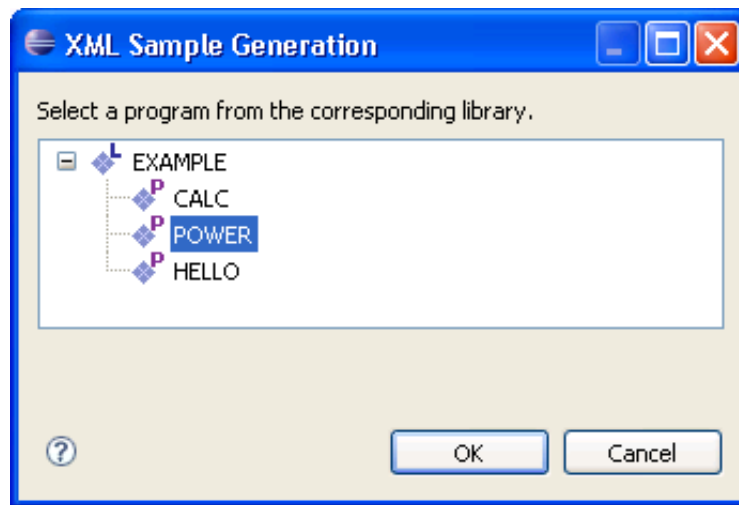 XML Sample Generation
Select a program from the corresponding library.
L EXAMPLE
P CALC
P POWER
P HELLO
? OK Cancel